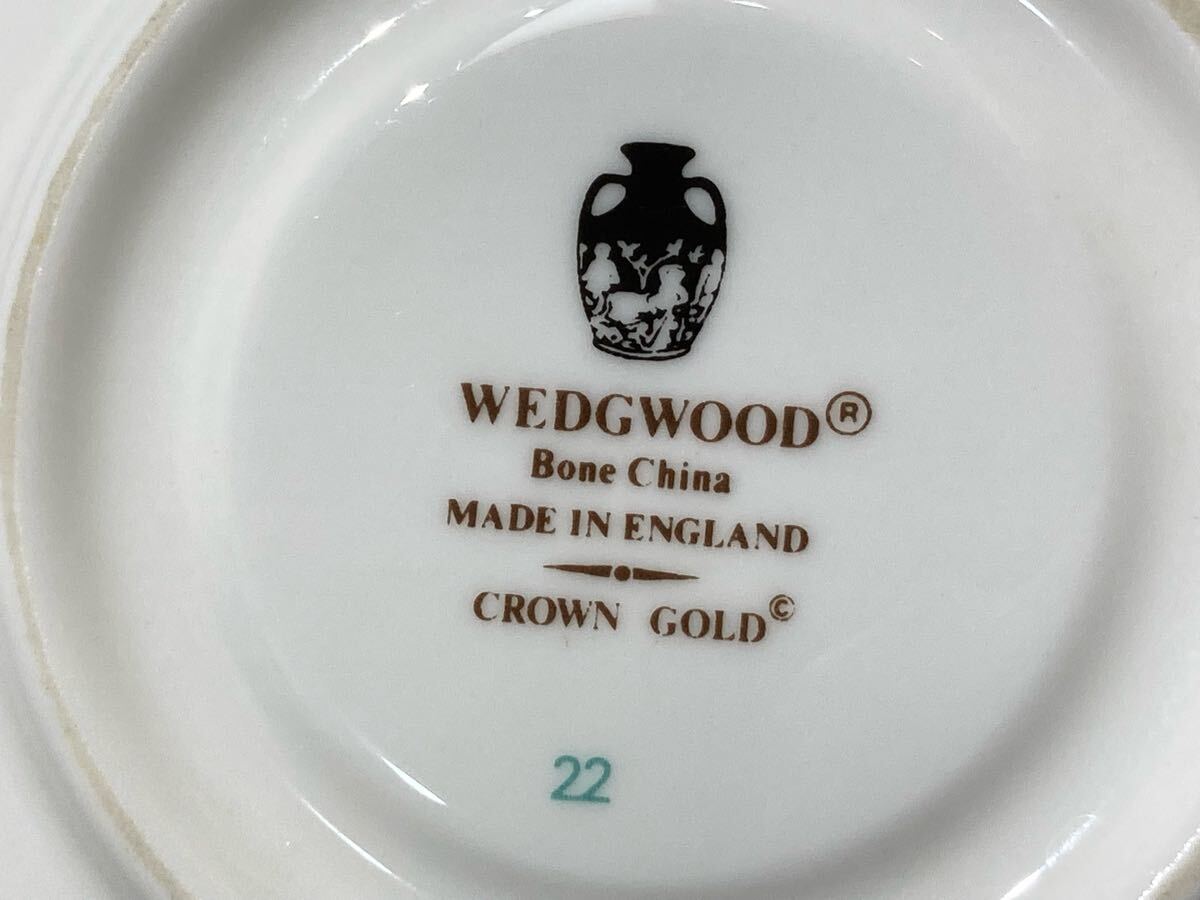 WEDGWOOD®
Bone China
MADE IN ENGLAND
CROWN GOLD©
22